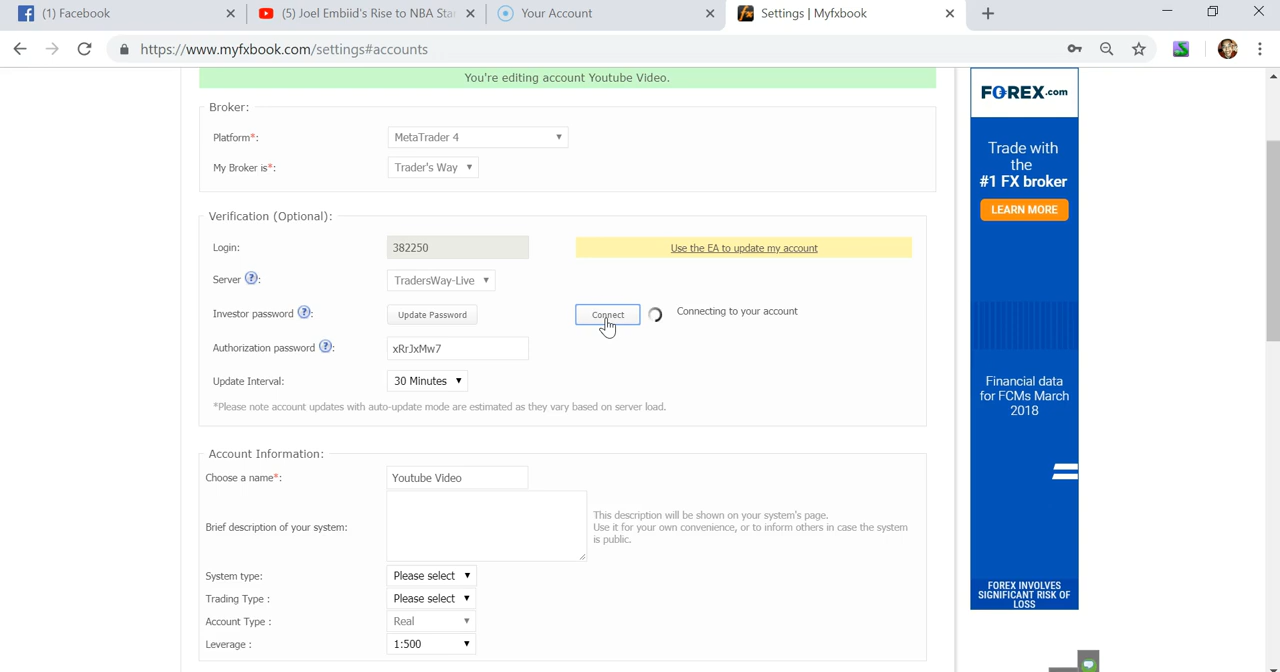 (1) Facebook
(5) Joel Embiid's Rise to NBA Star
Your Account
Settings | Myfxbook
https://www.myfxbook.com/settings#accounts
You're editing account Youtube Video.
Broker:
Platform*:
MetaTrader 4
My Broker is*:
Trader's Way
Verification (Optional):
Login:
382250
Use the EA to update my account
Server ? :
TradersWay-Live
Investor password ? :
Update Password
Connect
Connecting to your account
Authorization password ? :
xRrJxMw7
Update Interval:
30 Minutes
*Please note account updates with auto-update mode are estimated as they vary based on server load.
Account Information:
Choose a name*:
Youtube Video
Brief description of your system:
This description will be shown on your system's page.
Use it for your own convenience, or to inform others in case the system
is public.
System type:
Please select
Trading Type :
Please select
Account Type :
Real
Leverage :
1:500
FOREX.com
Trade with
the
#1 FX broker
LEARN MORE
Financial data
for FCMs March
2018
FOREX INVOLVES
SIGNIFICANT RISK OF
LOSS